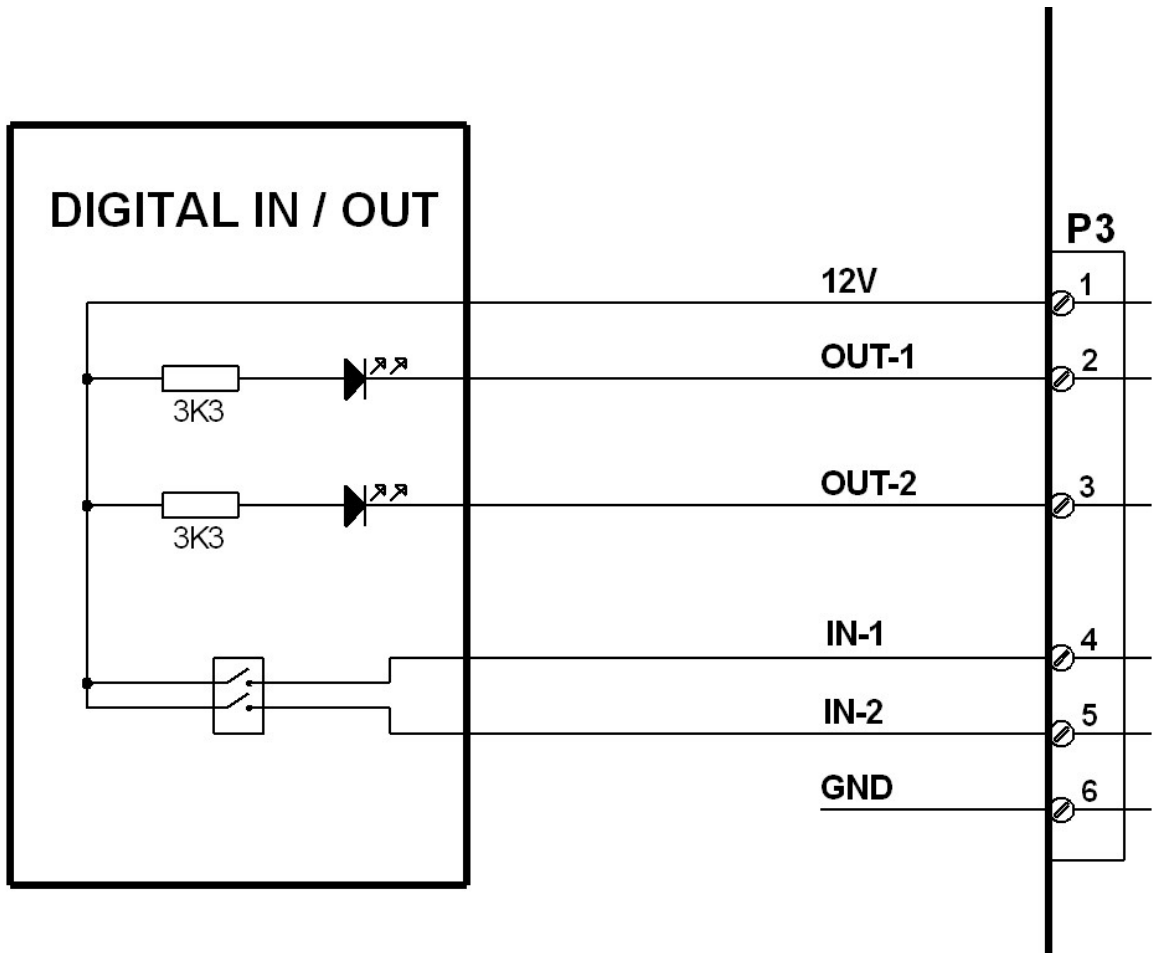 DIGITAL IN / OUT
P3
12V
1
OUT-1
2
3K3
OUT-2
3
3K3
IN-1
4
IN-2
5
GND
6